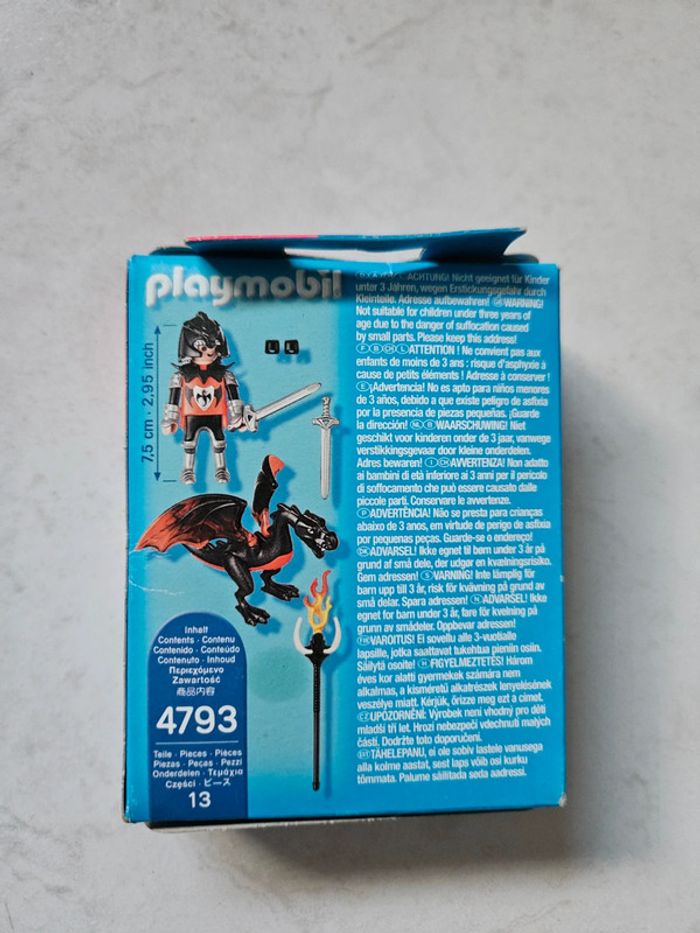 playmobil
7,5 cm · 2,95 inch
Inhalt
Contents · Contenu
Contenido · Conteúdo
Contenuto · Inhoud
Περιεχόμενο
Zawartość
商品内容
4793
Teile · Pieces · Pièces
Piezas · Peças · Pezzi
Onderdelen · Τεμάχια
Części · ピース
13
ACHTUNG! Nicht geeignet für Kinder
unter 3 Jahren, wegen Erstickungsgefahr durch
Kleinteile. Adresse aufbewahren! GB WARNING!
Not suitable for children under three years of
age due to the danger of suffocation caused
by small parts. Please keep this address!
F B CH L ATTENTION ! Ne convient pas aux
enfants de moins de 3 ans : risque d'asphyxie à
cause de petits éléments ! Adresse à conserver !
E ¡Advertencia! No es apto para niños menores
de 3 años, debido a que existe peligro de asfixia
por la presencia de piezas pequeñas. ¡Guarde
la dirección! NL B WAARSCHUWING! Niet
geschikt voor kinderen onder de 3 jaar, vanwege
verstikkingsgevaar door kleine onderdelen.
Adres bewaren! I CH AVVERTENZA! Non adatto
ai bambini di età inferiore ai 3 anni per il pericolo
di soffocamento che può essere causato dalle
piccole parti. Conservare le avvertenze.
P ADVERTÊNCIA! Não se presta para crianças
abaixo de 3 anos, em virtude de perigo de asfixia
por pequenas peças. Guarde-se o endereço!
DK ADVARSEL! Ikke egnet til børn under 3 år på
grund af små dele, der udgør en kvælningsrisiko.
Gem adressen! S VARNING! Inte lämplig för
barn upp till 3 år, risk för kvävning på grund av
små delar. Spara adressen! N ADVARSEL! Ikke
egnet for barn under 3 år, fare for kvelning på
grunn av smådeler. Oppbevar adressen!
FIN VAROITUS! Ei sovellu alle 3-vuotialle
lapsille, jotka saattavat tukehtua pieniin osiin.
Säilytä osoite! H FIGYELMEZTETÉS! Három
éves kor alatti gyermekek számára nem
alkalmas, a kisméretű alkatrészek lenyelésének
veszélye miatt. Kérjük, őrizze meg ezt a címet.
CZ UPOZORNĚNÍ: Výrobek není vhodný pro děti
mladší tří let. Hrozí nebezpečí vdechnutí malých
částí. Dodržte toto doporučení.
EST TÄHELEPANU, ei ole sobiv lastele vanusega
alla kolme aastat, sest laps võib osi kurku
tõmmata. Palume säilitada seda aadressi.